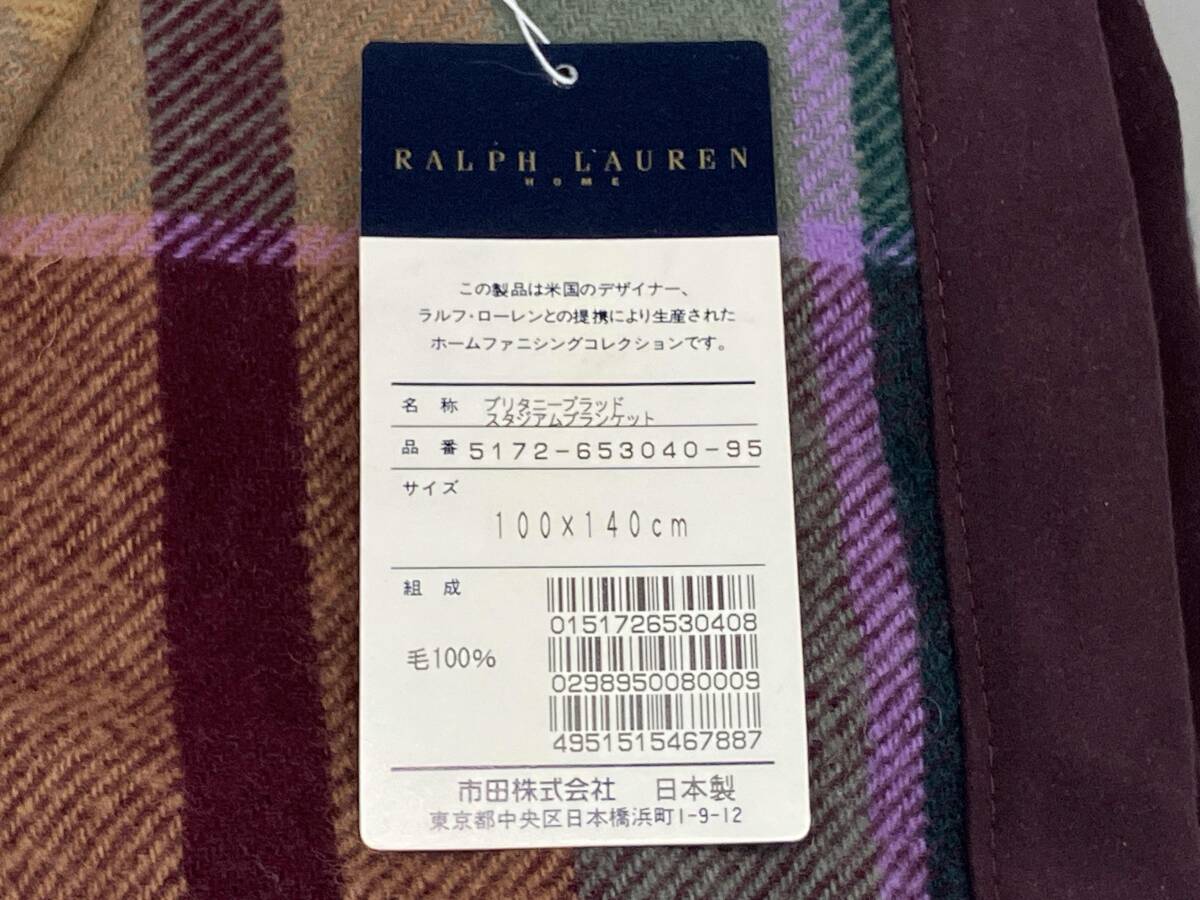 RALPH LAUREN
HOME
この製品は米国のデザイナー、
ラルフ・ローレンとの提携により生産された
ホームファニシングコレクションです。
名 称 ブリタニープラッド
スタジアムブランケット
品 番 5172-653040-95
サイズ
100×140cm
組 成
毛100%
0151726530408
0298950080009
4951515467887
市田株式会社 日本製
東京都中央区日本橋浜町1-9-12